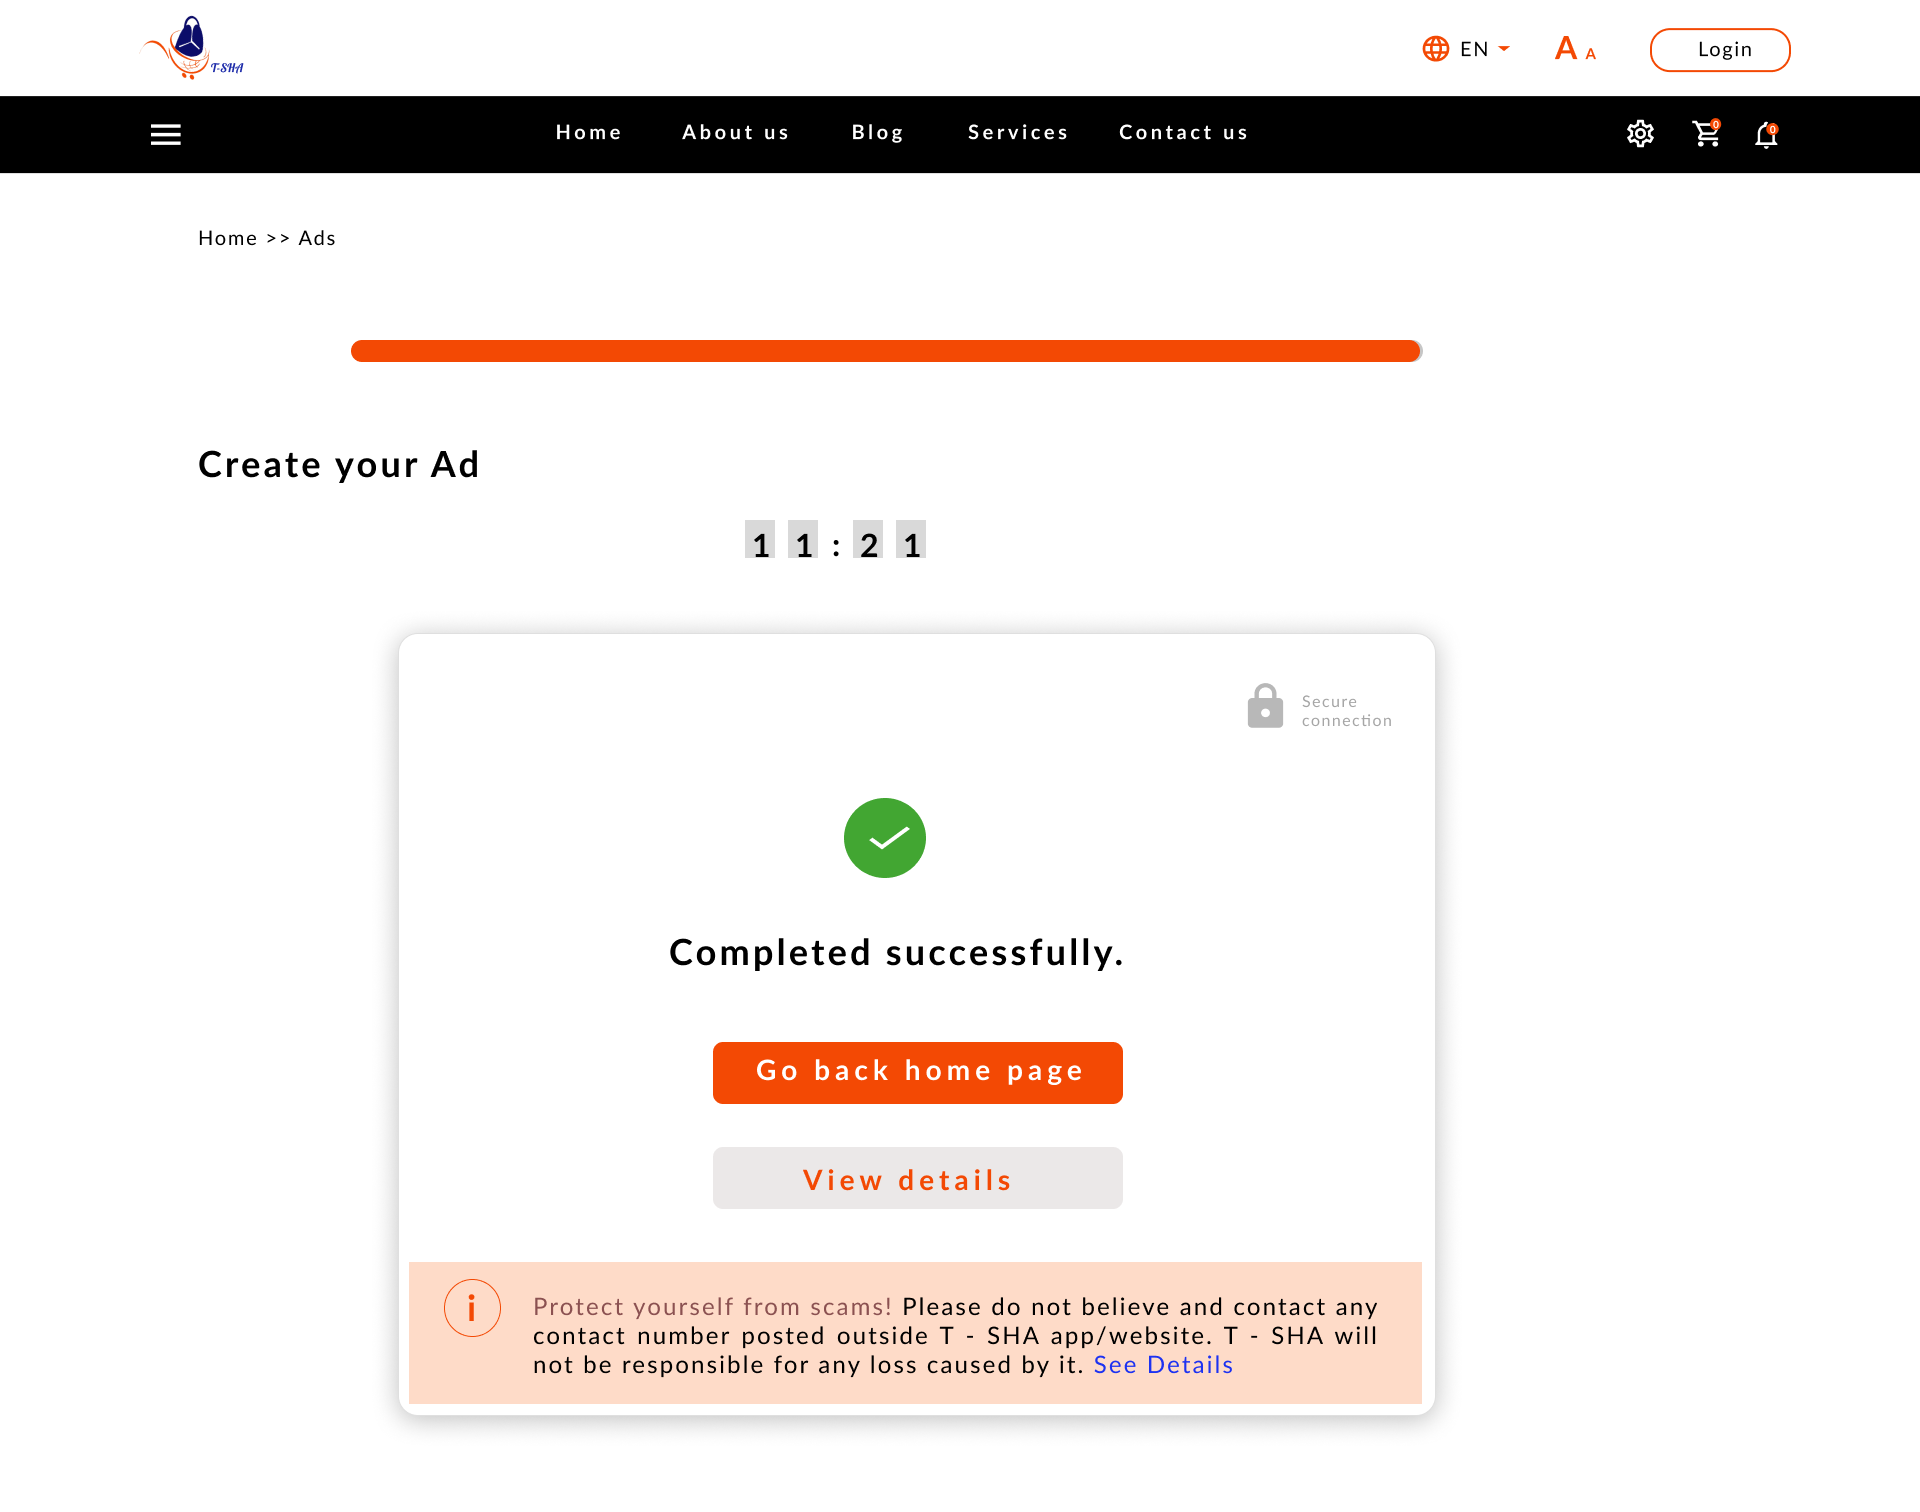 T-SHA
EN
A A
Login
Home About us Blog Services Contact us
0 0
Home >> Ads
Create your Ad
1 1 : 2 1
Secure
connection
Completed successfully.
Go back home page
View details
i
Protect yourself from scams! Please do not believe and contact any
contact number posted outside T - SHA app/website. T - SHA will
not be responsible for any loss caused by it. See Details